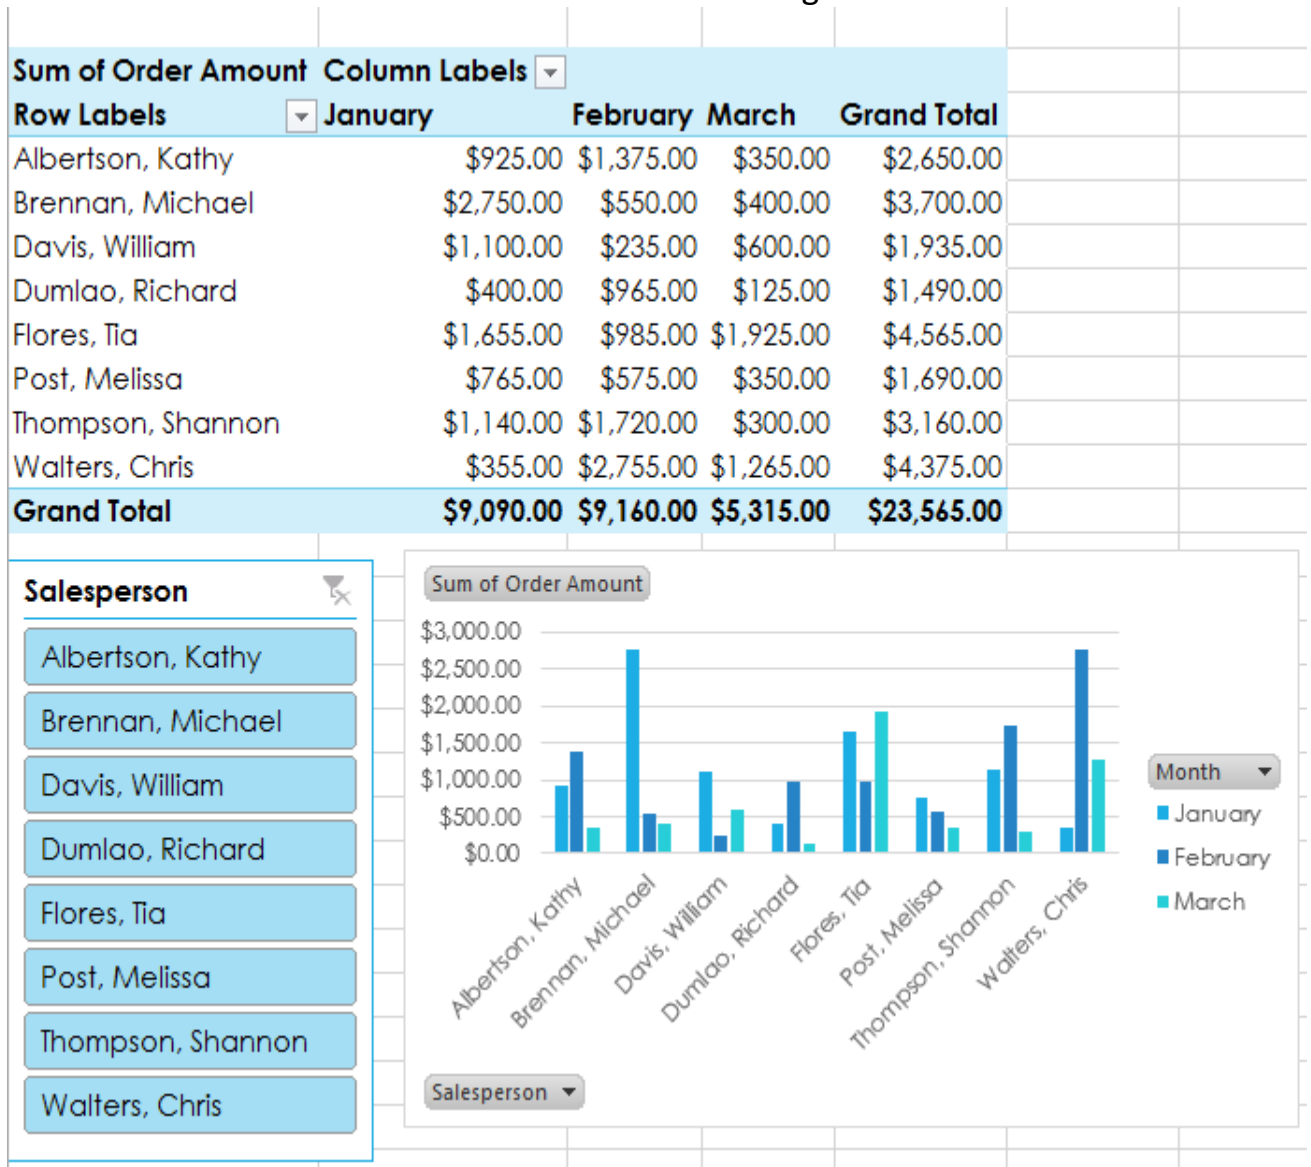 Sum of Order Amount Column Labels
Row Labels January February March Grand Total
Albertson, Kathy $925.00 $1,375.00 $350.00 $2,650.00
Brennan, Michael $2,750.00 $550.00 $400.00 $3,700.00
Davis, William $1,100.00 $235.00 $600.00 $1,935.00
Dumlao, Richard $400.00 $965.00 $125.00 $1,490.00
Flores, Tia $1,655.00 $985.00 $1,925.00 $4,565.00
Post, Melissa $765.00 $575.00 $350.00 $1,690.00
Thompson, Shannon $1,140.00 $1,720.00 $300.00 $3,160.00
Walters, Chris $355.00 $2,755.00 $1,265.00 $4,375.00
Grand Total $9,090.00 $9,160.00 $5,315.00 $23,565.00
Salesperson
Albertson, Kathy
Brennan, Michael
Davis, William
Dumlao, Richard
Flores, Tia
Post, Melissa
Thompson, Shannon
Walters, Chris
Sum of Order Amount
$3,000.00
$2,500.00
$2,000.00
$1,500.00
$1,000.00
$500.00
$0.00
Albertson, Kathy
Brennan, Michael
Davis, William
Dumlao, Richard
Flores, Tia
Post, Melissa
Thompson, Shannon
Walters, Chris
Month
January
February
March
Salesperson